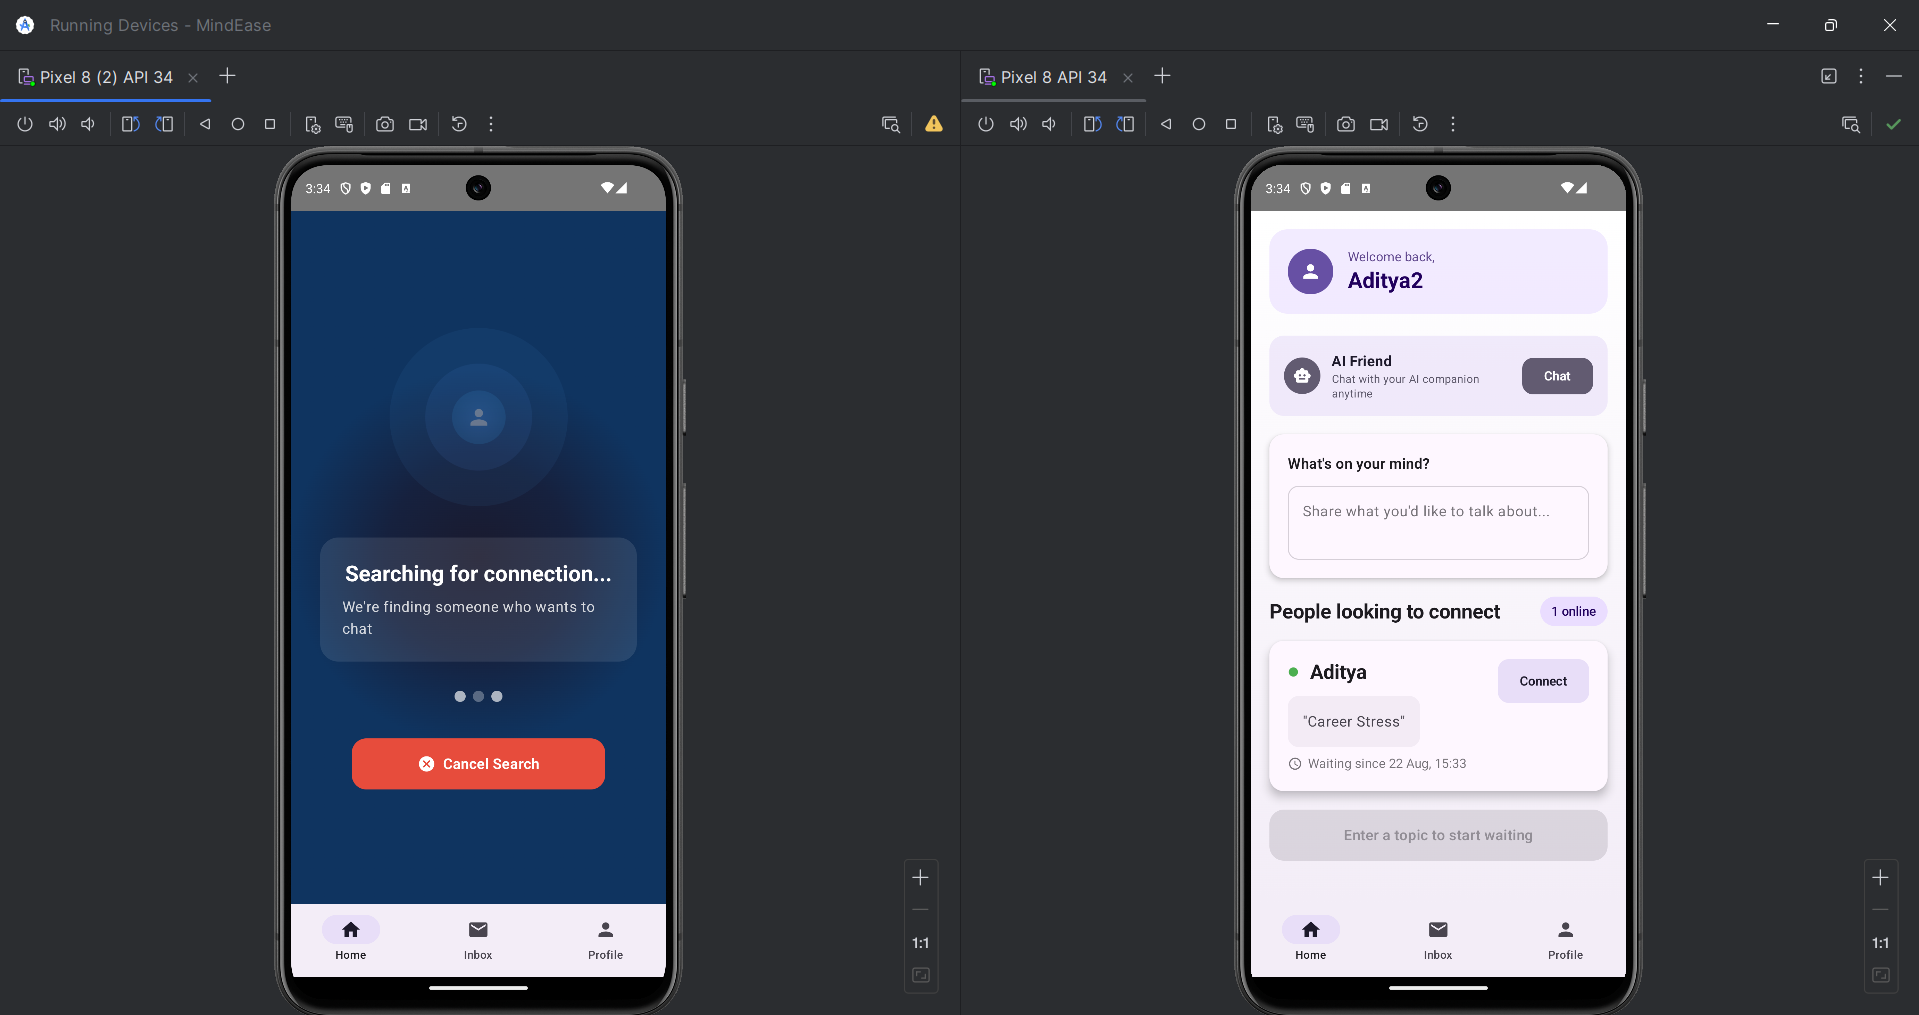 Running Devices - MindEase
Pixel 8 (2) API 34
Pixel 8 API 34
3:34
Searching for connection...
We're finding someone who wants to
chat
Cancel Search
Home
Inbox
Profile
1:1
3:34
Welcome back,
Aditya2
AI Friend
Chat with your AI companion
anytime
Chat
What's on your mind?
Share what you'd like to talk about...
People looking to connect
1 online
Aditya
Connect
"Career Stress"
Waiting since 22 Aug, 15:33
Enter a topic to start waiting
Home
Inbox
Profile
1:1